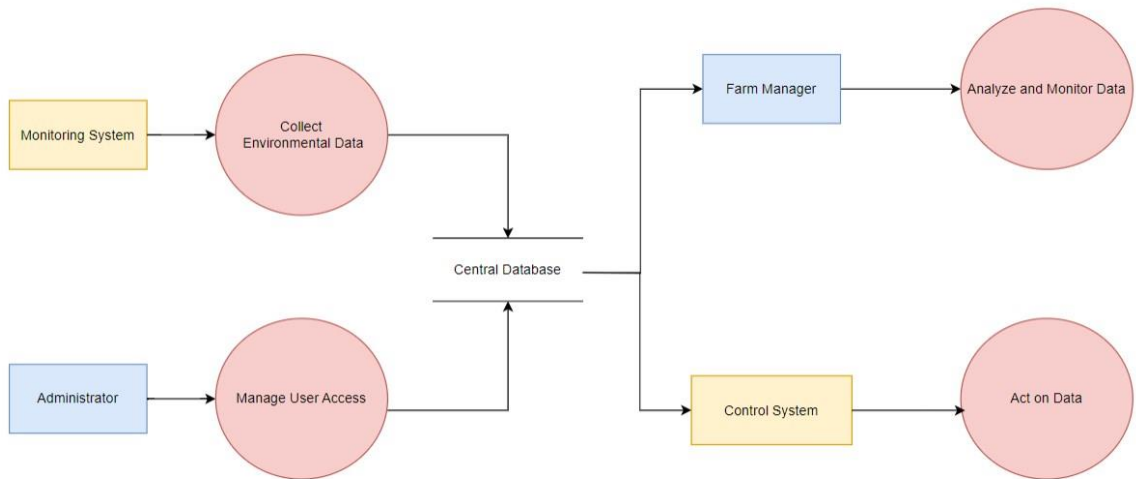 Monitoring System
Collect
Environmental Data
Farm Manager
Analyze and Monitor Data
Central Database
Administrator
Manage User Access
Control System
Act on Data